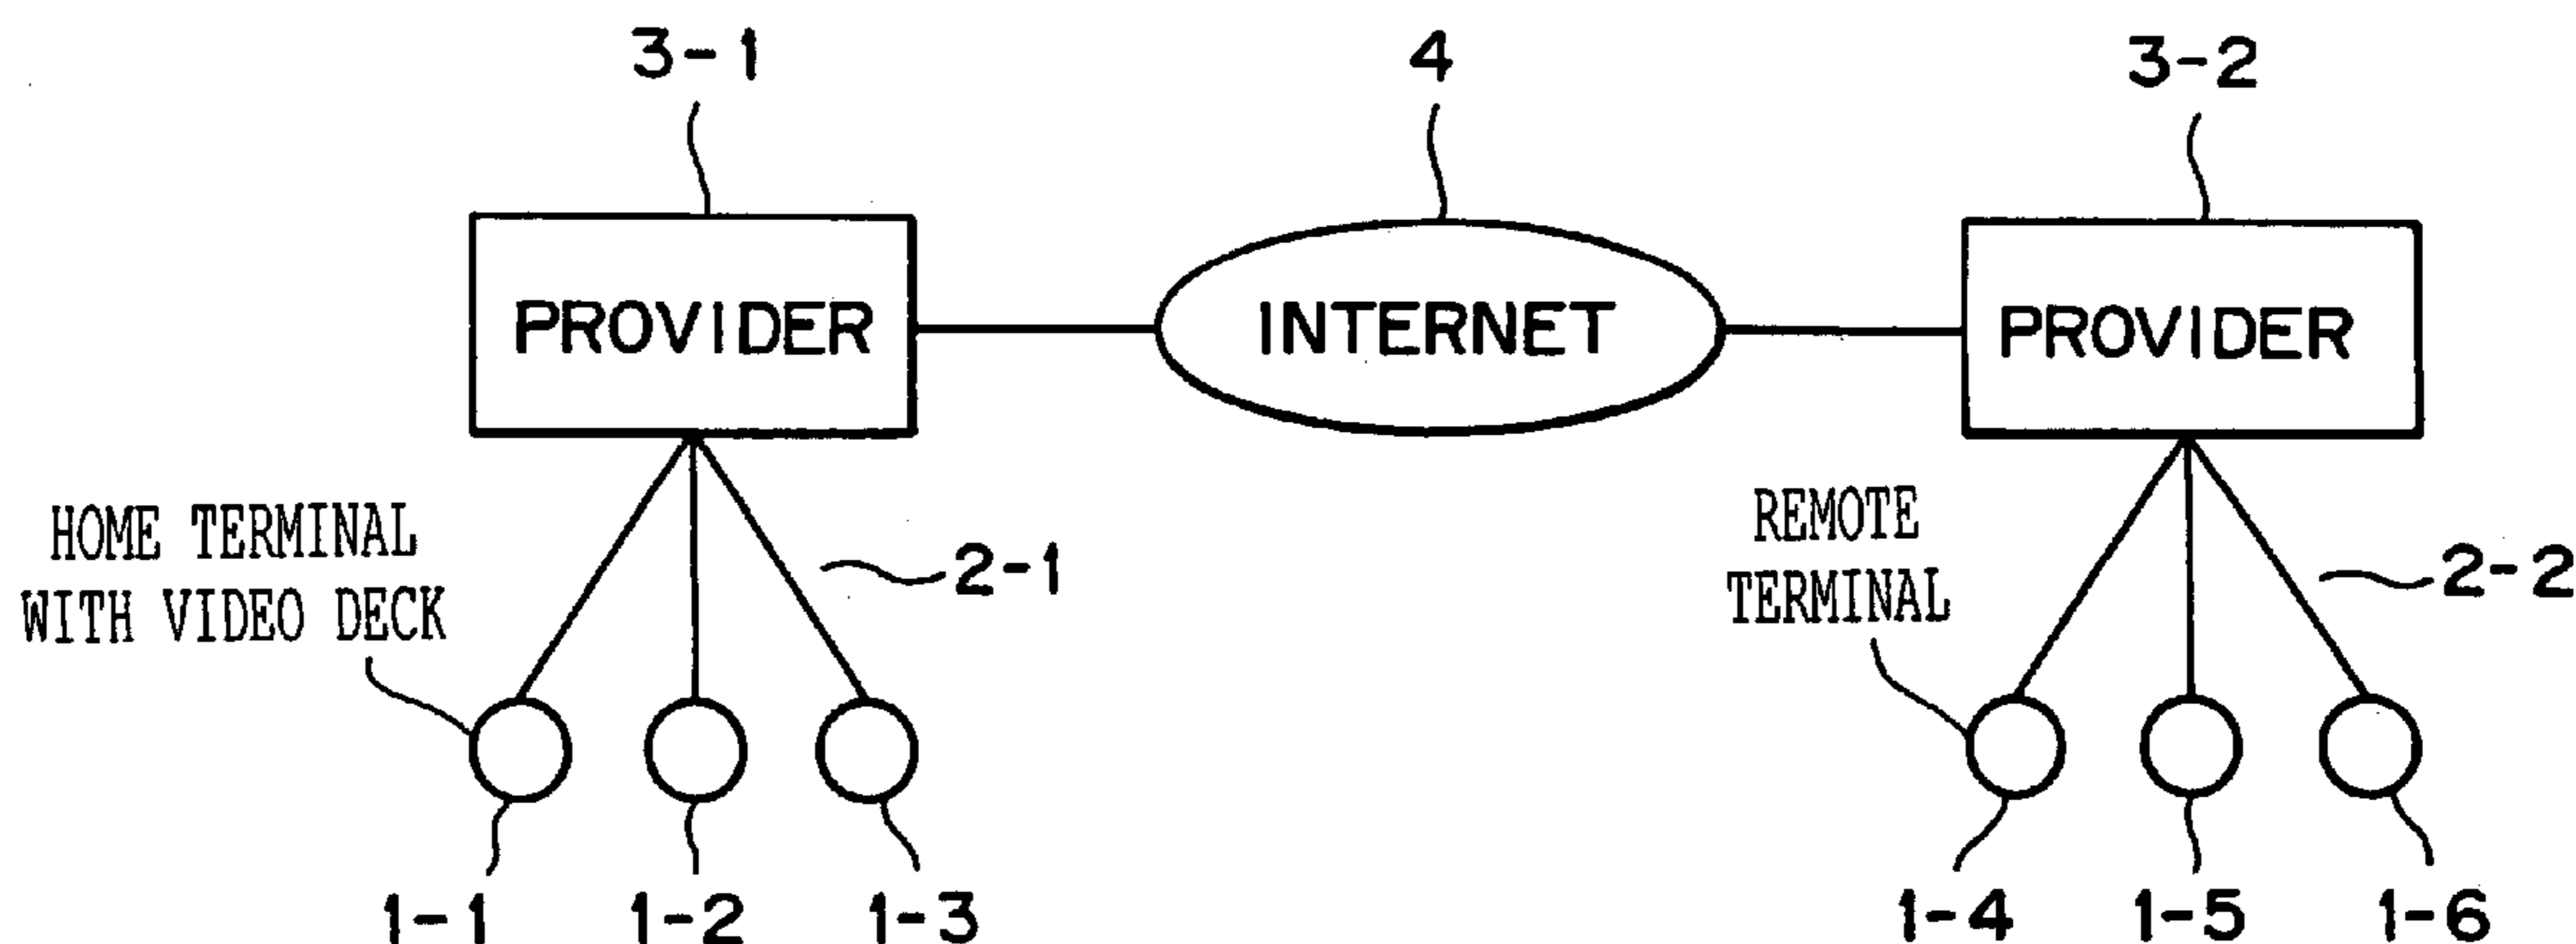 3-1
4
3-2
PROVIDER
INTERNET
PROVIDER
HOME TERMINAL
WITH VIDEO DECK
2-1
REMOTE
TERMINAL
2-2
1-1
1-2
1-3
1-4
1-5
1-6